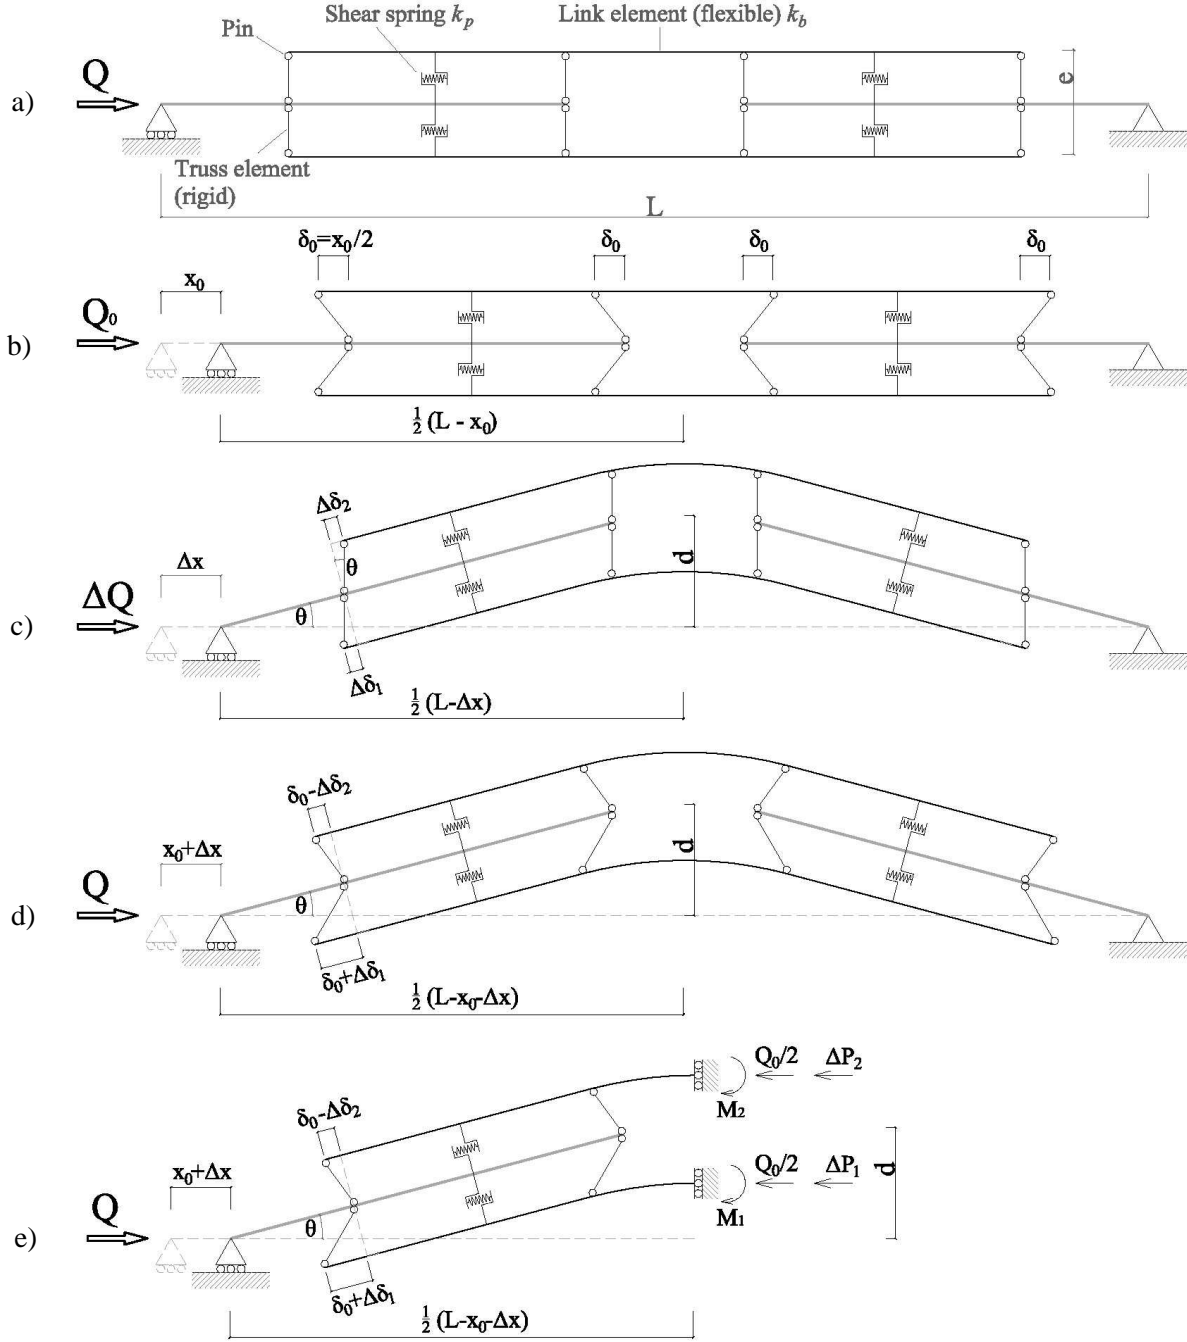 Shear spring kp
Link element (flexible) kb
Pin
Q
e
a)
Truss element
(rigid)
L
δ0=x0/2
δ0
δ0
δ0
x0
Q0
b)
½ (L - x0)
Δδ2
θ
Δx
d
ΔQ
θ
c)
Δδ1
½ (L-Δx)
δ0-Δδ2
x0+Δx
d
Q
θ
d)
δ0+Δδ1
½ (L-x0-Δx)
Q0/2
ΔP2
M2
δ0-Δδ2
x0+Δx
Q0/2
ΔP1
d
Q
M1
θ
e)
δ0+Δδ1
½ (L-x0-Δx)